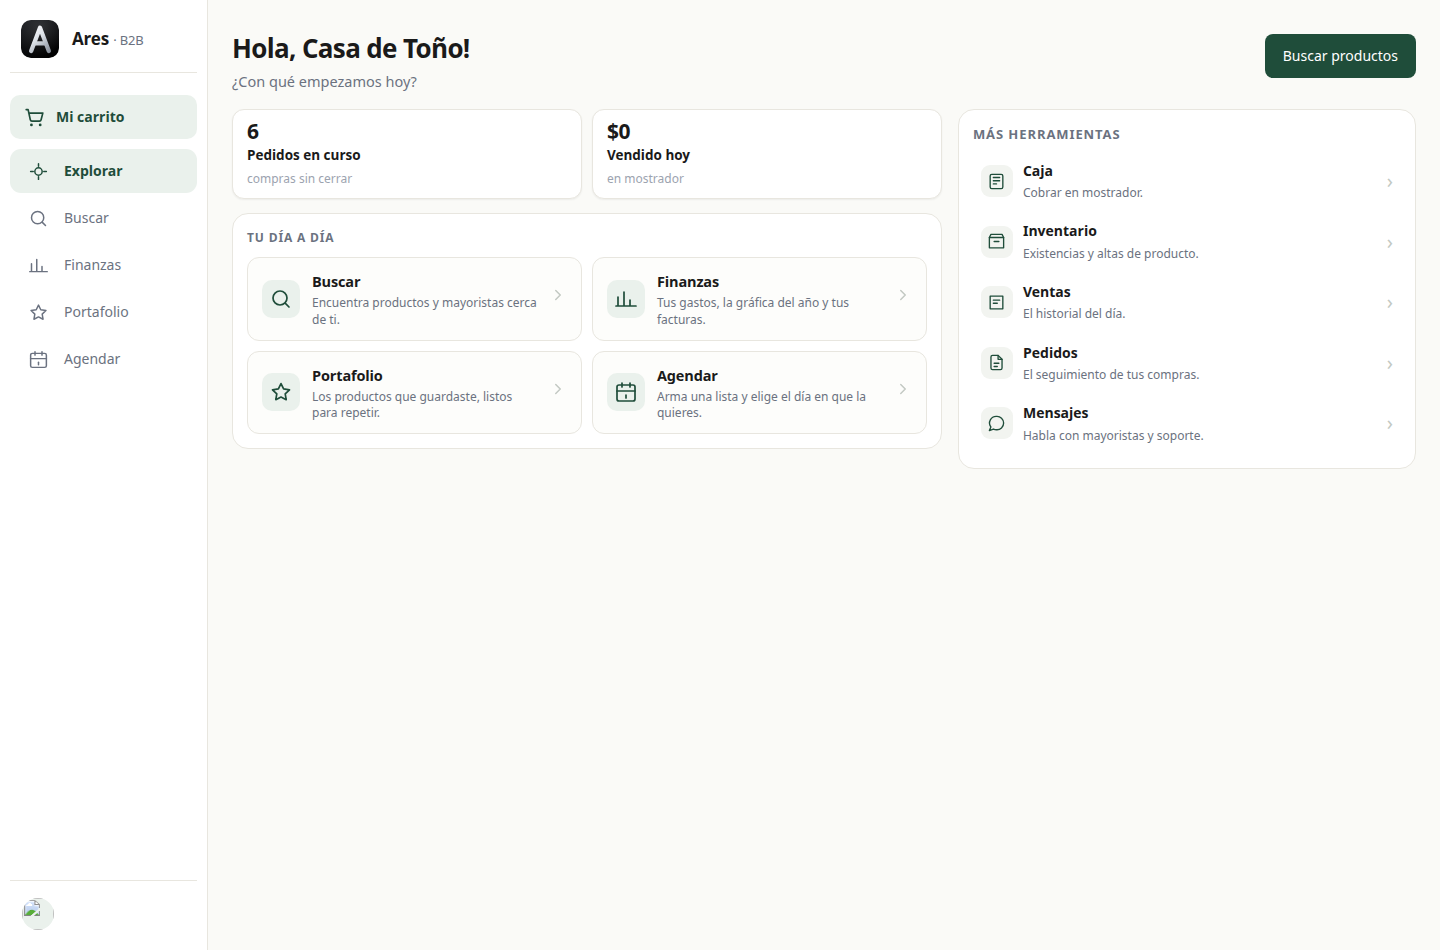 Ares · B2B
Mi carrito
Explorar
Buscar
Finanzas
Portafolio
Agendar
Hola, Casa de Toño!
¿Con qué empezamos hoy?
Buscar productos
6
Pedidos en curso
compras sin cerrar
$0
Vendido hoy
en mostrador
TU DÍA A DÍA
Buscar
Encuentra productos y mayoristas cerca
de ti.
Finanzas
Tus gastos, la gráfica del año y tus
facturas.
Portafolio
Los productos que guardaste, listos
para repetir.
Agendar
Arma una lista y elige el día en que la
quieres.
MÁS HERRAMIENTAS
Caja
Cobrar en mostrador.
Inventario
Existencias y altas de producto.
Ventas
El historial del día.
Pedidos
El seguimiento de tus compras.
Mensajes
Habla con mayoristas y soporte.